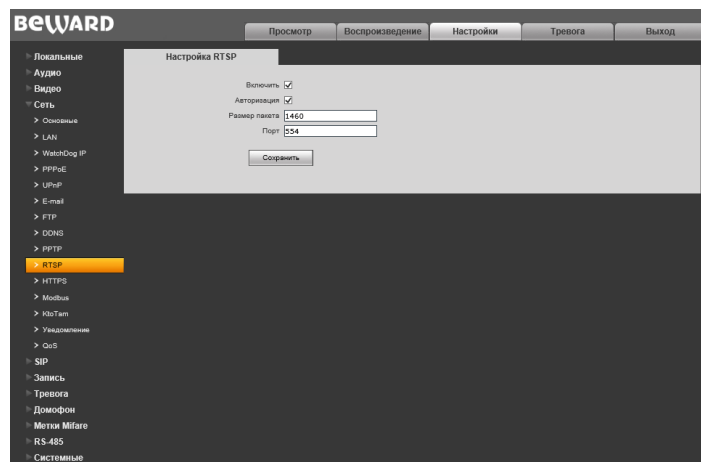 BEWARD
Просмотр
Воспроизведение
Настройки
Тревога
Выход
Локальные
Аудио
Видео
Сеть
Основные
LAN
WatchDog IP
PPPoE
UPnP
E-mail
FTP
DDNS
PPTP
RTSP
HTTPS
Modbus
KtoTam
Уведомление
QoS
SIP
Запись
Тревога
Домофон
Метки Mifare
RS-485
Системные
Настройка RTSP
Включить
Авторизация
Размер пакета 1460
Порт 554
Сохранить